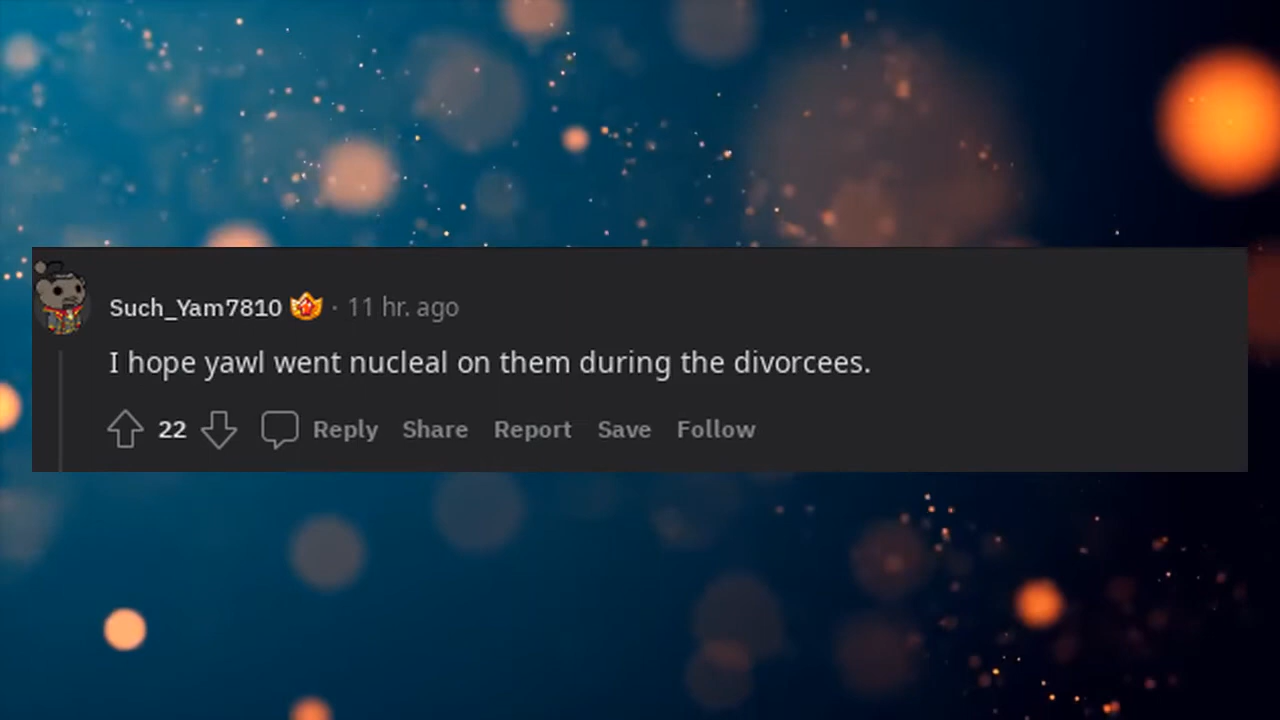 Such_Yam7810 · 11 hr. ago
I hope yawl went nucleal on them during the divorcees.
22 Reply Share Report Save Follow